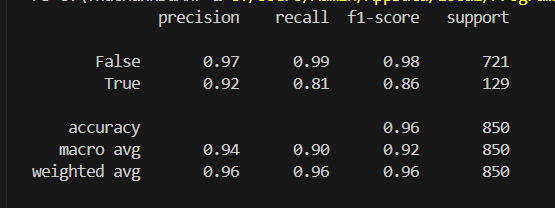 precision recall f1-score support
False 0.97 0.99 0.98 721
True 0.92 0.81 0.86 129
accuracy 0.96 850
macro avg 0.94 0.90 0.92 850
weighted avg 0.96 0.96 0.96 850